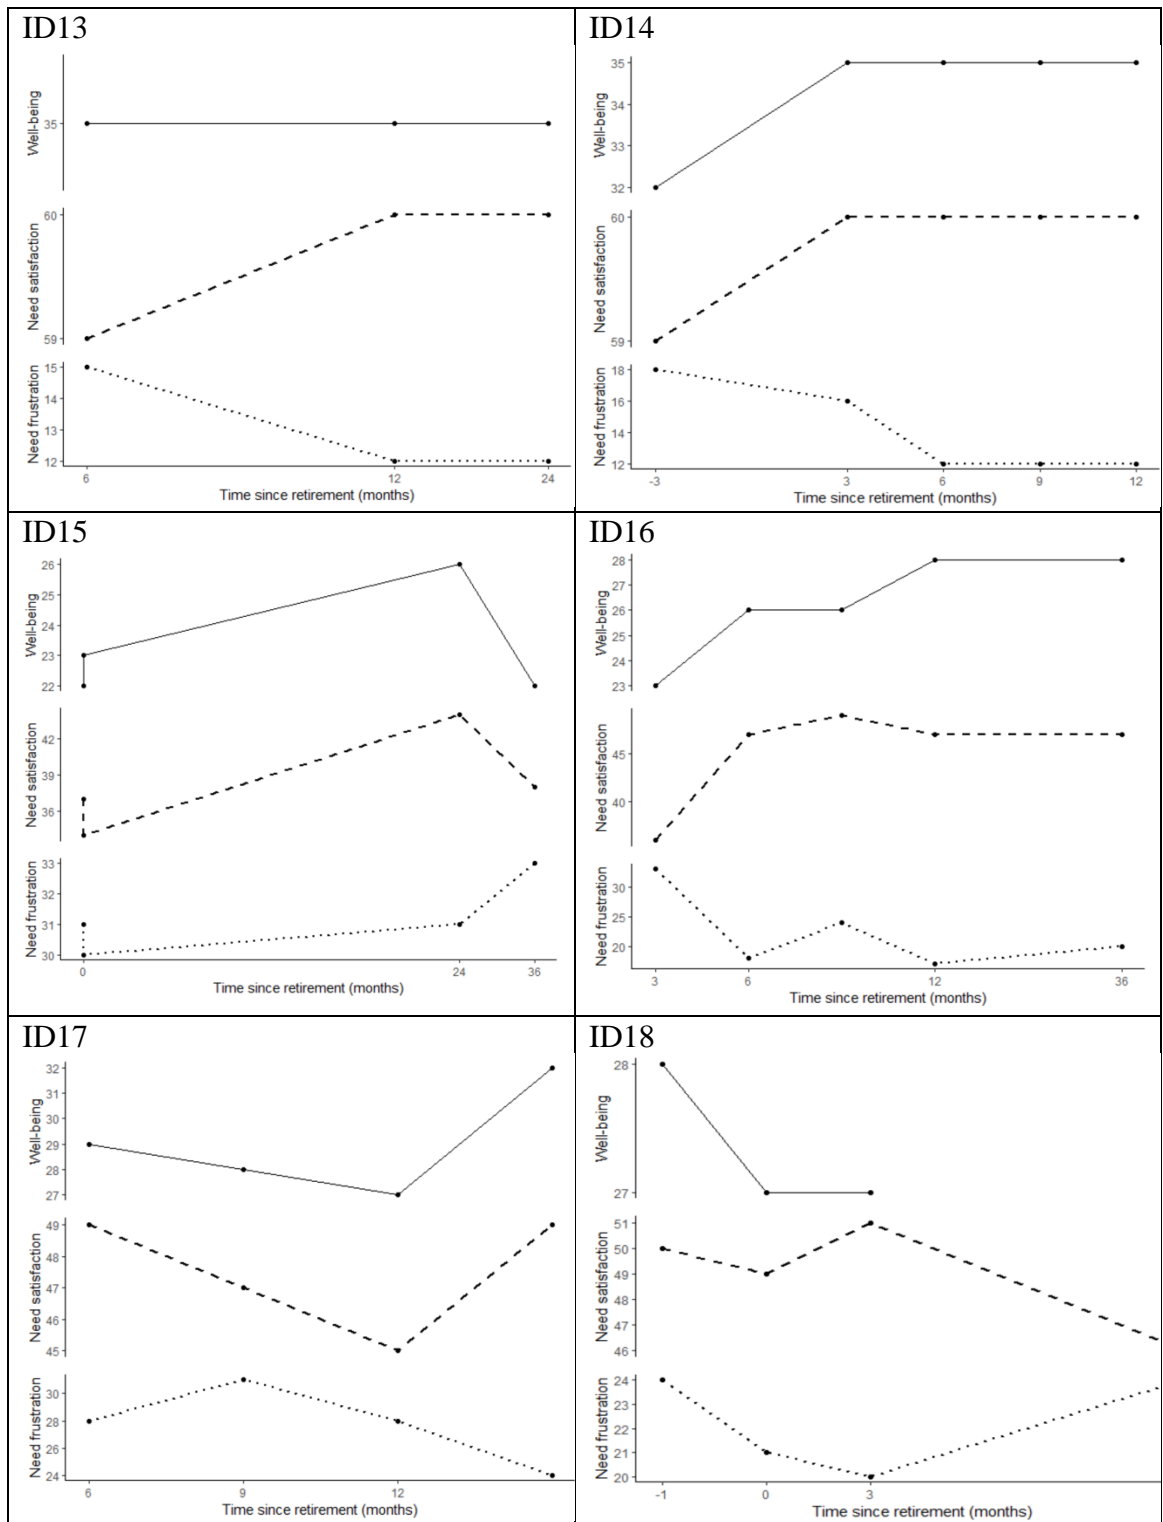 ID13
Well-being
35
Need satisfaction
60
59
Need frustration
15
14
13
12
6 12 24
Time since retirement (months)
ID14
Well-being
35
34
33
32
Need satisfaction
60
59
Need frustration
18
16
14
12
-3 3 6 9 12
Time since retirement (months)
ID15
Well-being
26
25
24
23
22
Need satisfaction
42
39
36
Need frustration
33
32
31
30
0 24 36
Time since retirement (months)
ID16
Well-being
28
27
26
25
24
23
Need satisfaction
45
40
Need frustration
30
25
20
3 6 12 36
Time since retirement (months)
ID17
Well-being
32
31
30
29
28
27
Need satisfaction
49
48
47
46
45
Need frustration
30
28
26
24
6 9 12
Time since retirement (months)
ID18
Well-being
28
27
Need satisfaction
51
50
49
48
47
46
Need frustration
24
23
22
21
20
-1 0 3
Time since retirement (months)